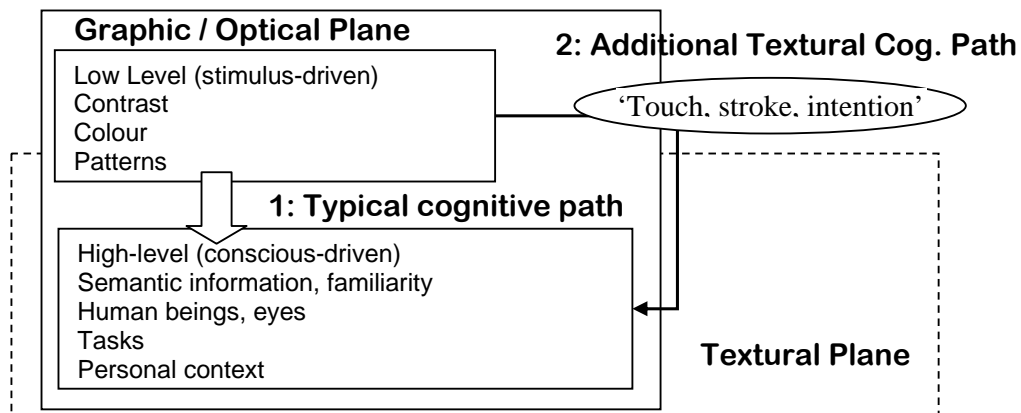 Graphic / Optical Plane
Low Level (stimulus-driven)
Contrast
Colour
Patterns
2: Additional Textural Cog. Path
‘Touch, stroke, intention’
1: Typical cognitive path
High-level (conscious-driven)
Semantic information, familiarity
Human beings, eyes
Tasks
Personal context
Textural Plane